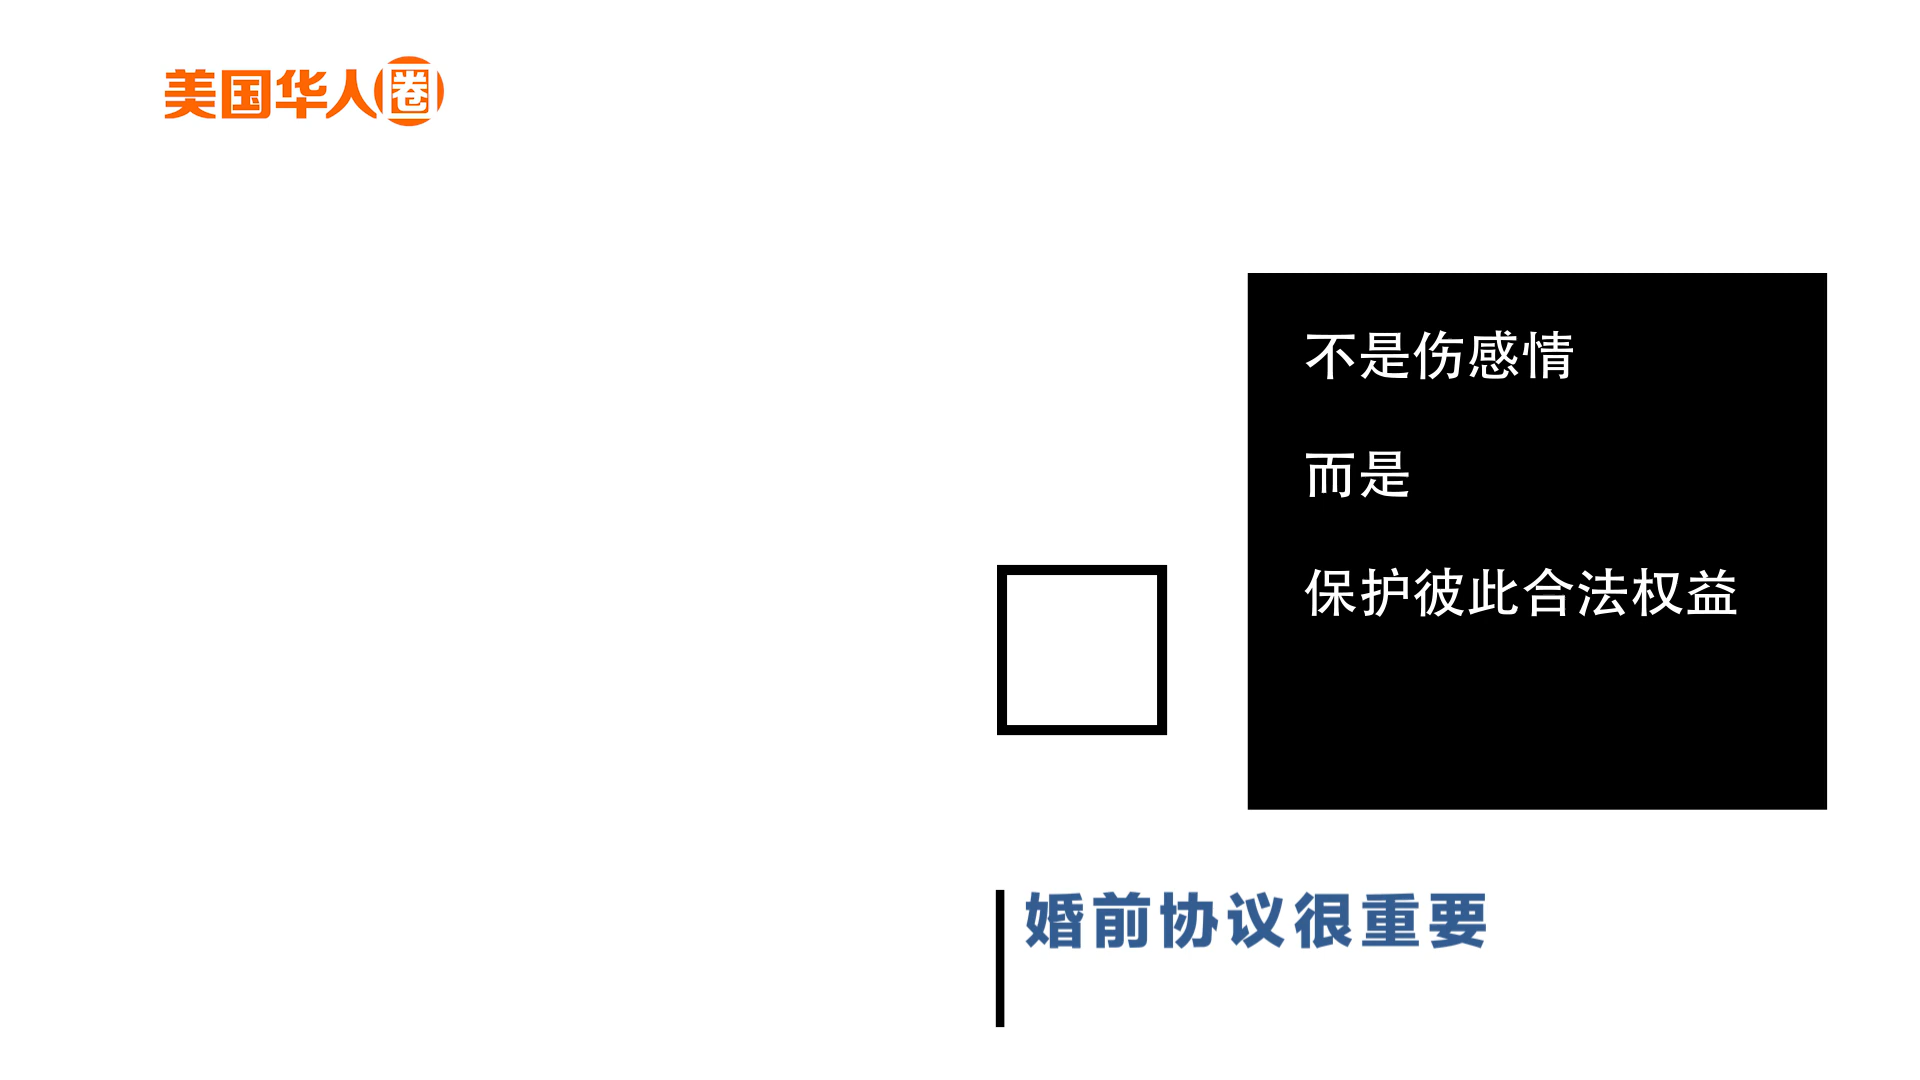 美国华人圈
不是伤感情
而是
保护彼此合法权益
婚前协议很重要